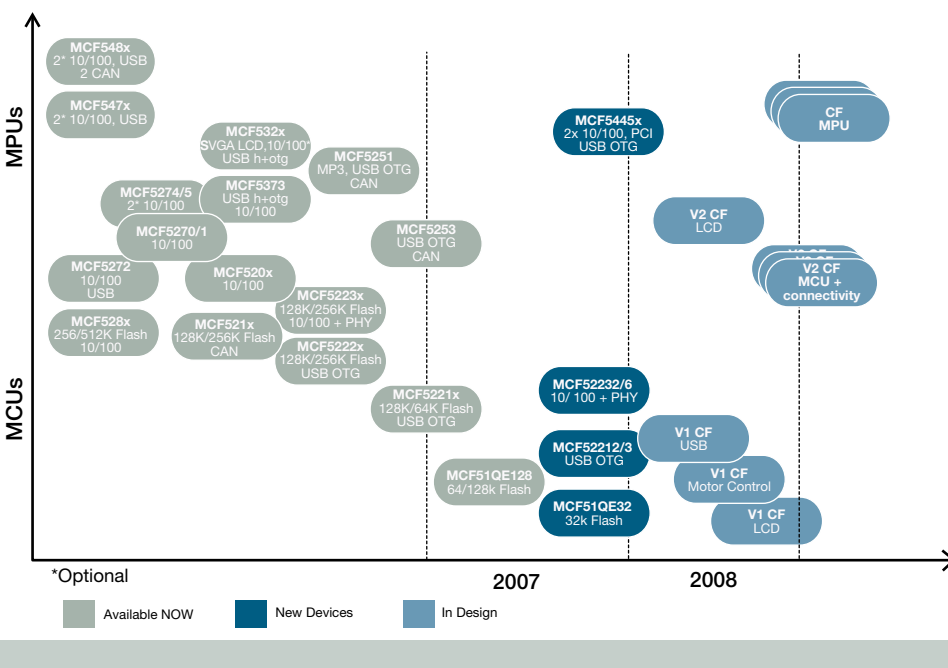 MPUs
MCUs
MCF548x
2* 10/100, USB
2 CAN
MCF547x
2* 10/100, USB
MCF532x
SVGA LCD,10/100*
USB h+otg
MCF5251
MP3, USB OTG
CAN
MCF5274/5
2* 10/100
MCF5373
USB h+otg
10/100
MCF5270/1
10/100
MCF5253
USB OTG
CAN
MCF5272
10/100
USB
MCF520x
10/100
MCF5223x
128K/256K Flash
10/100 + PHY
MCF528x
256/512K Flash
10/100
MCF521x
128K/256K Flash
CAN
MCF5222x
128K/256K Flash
USB OTG
MCF5221x
128K/64K Flash
USB OTG
MCF51QE128
64/128k Flash
MCF5445x
2x 10/100, PCI
USB OTG
MCF52232/6
10/ 100 + PHY
MCF52212/3
USB OTG
MCF51QE32
32k Flash
CF
MPU
V2 CF
LCD
V2 CF
MCU +
connectivity
V1 CF
USB
V1 CF
Motor Control
V1 CF
LCD
*Optional
2007
2008
Available NOW
New Devices
In Design